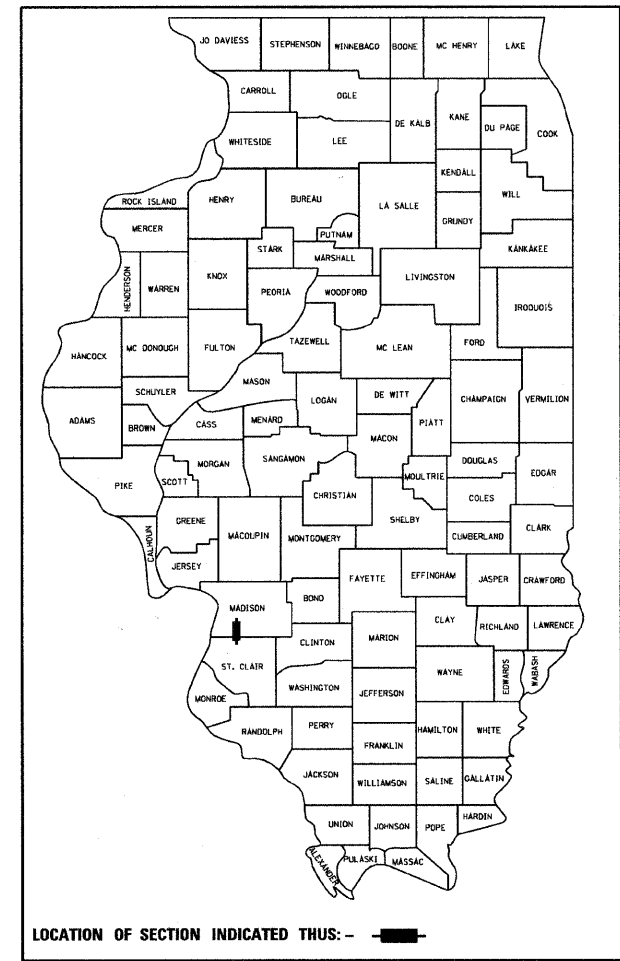 JO DAVIESS
STEPHENSON
WINNEBAGO
BOONE
MC HENRY
LAKE
CARROLL
OGLE
DE KALB
KANE
DU PAGE
COOK
WHITESIDE
LEE
KENDALL
WILL
ROCK ISLAND
HENRY
BUREAU
LA SALLE
GRUNDY
MERCER
PUTNAM
STARK
MARSHALL
KANKAKEE
HENDERSON
WARREN
KNOX
PEORIA
WOODFORD
LIVINGSTON
IROQUOIS
HANCOCK
MC DONOUGH
FULTON
TAZEWELL
MC LEAN
FORD
SCHUYLER
MASON
LOGAN
DE WITT
CHAMPAIGN
VERMILION
ADAMS
BROWN
CASS
MENARD
MACON
PIATT
PIKE
SCOTT
MORGAN
SANGAMON
CHRISTIAN
MOULTRIE
DOUGLAS
EDGAR
COLES
CALHOUN
GREENE
MACOUPIN
MONTGOMERY
SHELBY
CUMBERLAND
CLARK
JERSEY
FAYETTE
EFFINGHAM
JASPER
CRAWFORD
MADISON
BOND
CLAY
RICHLAND
LAWRENCE
CLINTON
MARION
ST. CLAIR
WAYNE
EDWARDS
WABASH
MONROE
WASHINGTON
JEFFERSON
RANDOLPH
PERRY
HAMILTON
WHITE
FRANKLIN
JACKSON
WILLIAMSON
SALINE
GALLATIN
UNION
JOHNSON
POPE
HARDIN
ALEXANDER
PULASKI
MASSAC
LOCATION OF SECTION INDICATED THUS: -